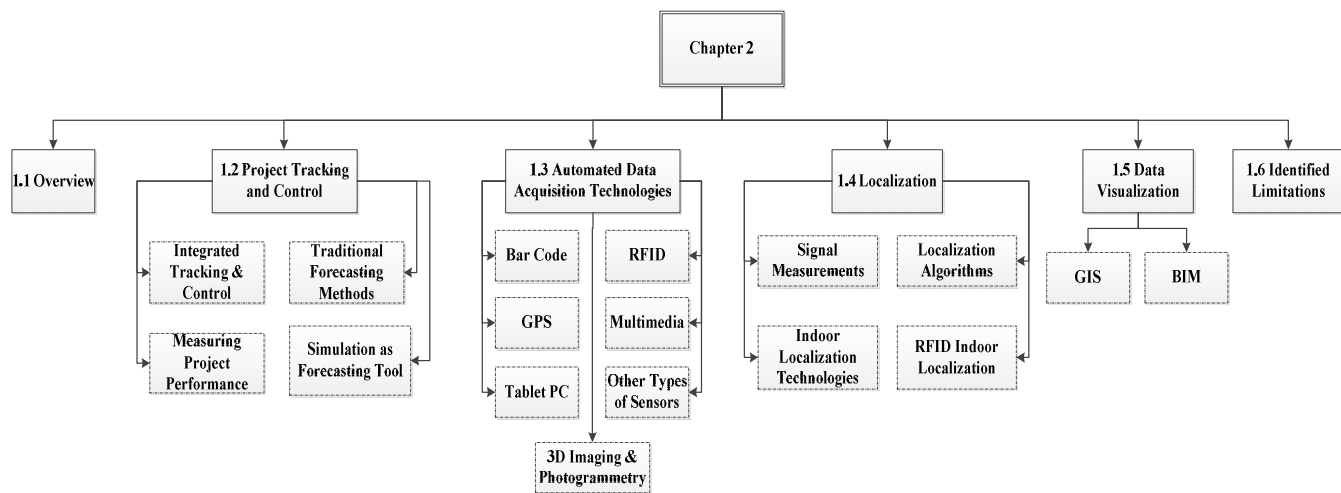 Chapter 2
1.1 Overview
1.2 Project Tracking
and Control
Integrated
Tracking &
Control
Traditional
Forecasting
Methods
Measuring
Project
Performance
Simulation as
Forecasting Tool
1.3 Automated Data
Acquisition Technologies
Bar Code
RFID
GPS
Multimedia
Tablet PC
Other Types
of Sensors
3D Imaging &
Photogrammetry
1.4 Localization
Signal
Measurements
Localization
Algorithms
Indoor
Localization
Technologies
RFID Indoor
Localization
1.5 Data
Visualization
GIS
BIM
1.6 Identified
Limitations